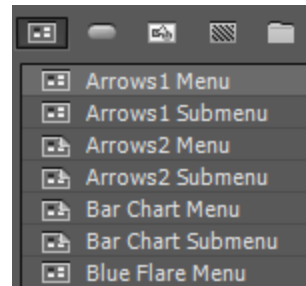 Arrows1 Menu
Arrows1 Submenu
Arrows2 Menu
Arrows2 Submenu
Bar Chart Menu
Bar Chart Submenu
Blue Flare Menu